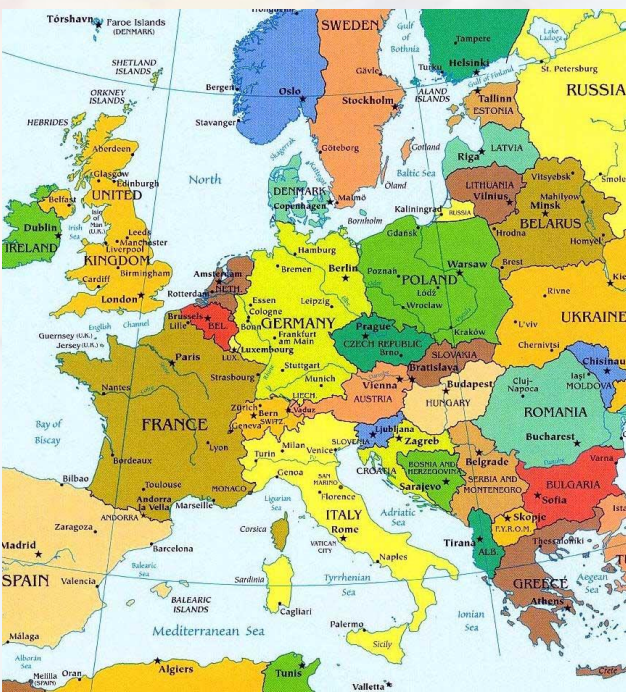 Tórshavn
Faroe Islands
(DENMARK)
SWEDEN
Gulf
of
Bothnia
Lake
Ladoga
Tampere
Turku
Helsinki
Gulf of Finland
St. Petersburg
SHETLAND
ISLANDS
Bergen
Oslo
Gävle
Stockholm
ALAND
ISLANDS
Tallinn
ESTONIA
RUSSIA
ORKNEY
ISLANDS
HEBRIDES
Stavanger
Aberdeen
Göteborg
Gotland
Riga
LATVIA
Glasgow
Edinburgh
UNITED
KINGDOM
North
Skagerrak
DENMARK
Copenhagen
Malmö
Öland
Baltic Sea
Bornholm
LITHUANIA
Vilnius
Vitsyebsk
Smole
Kaliningrad
RUSSIA
Minsk
Mahilyow
BELARUS
Hrodna
Homyel'
Brest
Belfast
Dublin
IRELAND
Irish
Sea
Isle
of
Man
(U.K.)
Leeds
Manchester
Liverpool
Birmingham
Cardiff
London
Gdańsk
Hamburg
Bremen
Berlin
Poznań
POLAND
Warsaw
Łódź
Wrocław
Kraków
Amsterdam
NETH.
Rotterdam
Brussels
BEL.
Lille
Essen
Cologne
Bonn
Leipzig
GERMANY
Frankfurt
am Main
LUX.
Luxembourg
Prague
CZECH REPUBLIC
Brno
Rivne
Kie
L'viv
UKRAINE
Chernivtsi
English Channel
Guernsey (U.K.)
Jersey (U.K.)
Paris
Nantes
FRANCE
Strasbourg
Stuttgart
Munich
SLOVAKIA
Bratislava
Vienna
AUSTRIA
Budapest
HUNGARY
Cluj-
Napoca
Iaşi
Chisinau
MOLDOVA
ROMANIA
Bucharest
Bay of
Biscay
Zürich
Bern
SWITZ.
LIECH.
Vaduz
Geneva
Lyon
Bordeaux
Toulouse
Turin
Milan
Venice
Genoa
SLOVENIA
Ljubljana
Zagreb
CROATIA
BOSNIA AND
HERZEGOVINA
Sarajevo
Belgrade
SERBIA AND
MONTENEGRO
Danube
Varna
BULGARIA
Sofia
Bilbao
Andorra
la Vella
ANDORRA
Marseille
MONACO
SAN
MARINO
Florence
Ligurian
Sea
ITALY
Rome
VATICAN
CITY
Adriatic
Sea
Skopje
F.Y.R.O.M.
Tirana
ALB.
Thessaloniki
Ista
Zaragoza
Madrid
Barcelona
SPAIN
Valencia
Balearic
Sea
BALEARIC
ISLANDS
Corsica
Sardinia
Naples
Tyrrhenian
Sea
Cagliari
GREECE
Aegean
Sea
Athens
Ionian
Sea
Málaga
Mediterranean Sea
Palermo
Sicily
Alborán
Sea
Melilla
(SPAIN)
Oran
Algiers
Tunis
Valletta
Crete